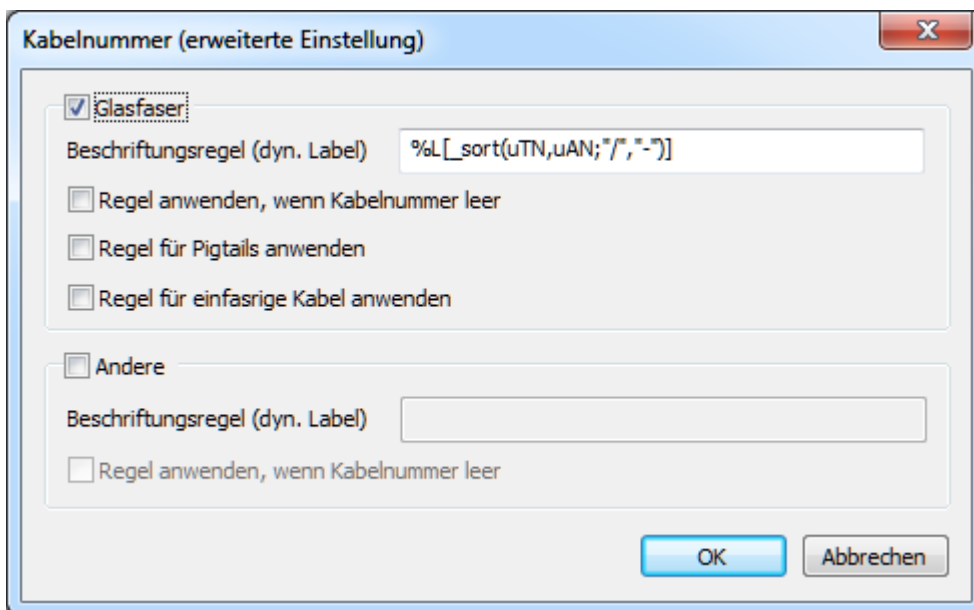 Kabelnummer (erweiterte Einstellung)
Glasfaser
Beschriftungsregel (dyn. Label) %L[_sort(uTN,uAN;"/","-")]
Regel anwenden, wenn Kabelnummer leer
Regel für Pigtails anwenden
Regel für einfasrige Kabel anwenden
Andere
Beschriftungsregel (dyn. Label)
Regel anwenden, wenn Kabelnummer leer
OK Abbrechen